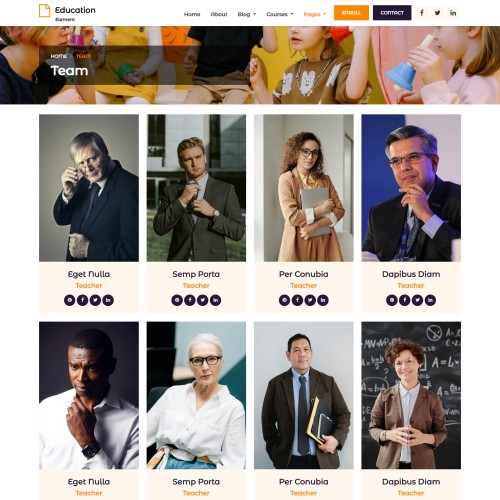 Education
Element
Home
About
Blog
Courses
Pages
ENROLL
CONTACT
HOME
TEAM
Team
Eget Nulla
Semp Porta
Per Conubia
Dapibus Diam
Teacher
Teacher
Teacher
Teacher
Eget Nulla
Semp Porta
Per Conubia
Dapibus Diam
Teacher
Teacher
Teacher
Teacher